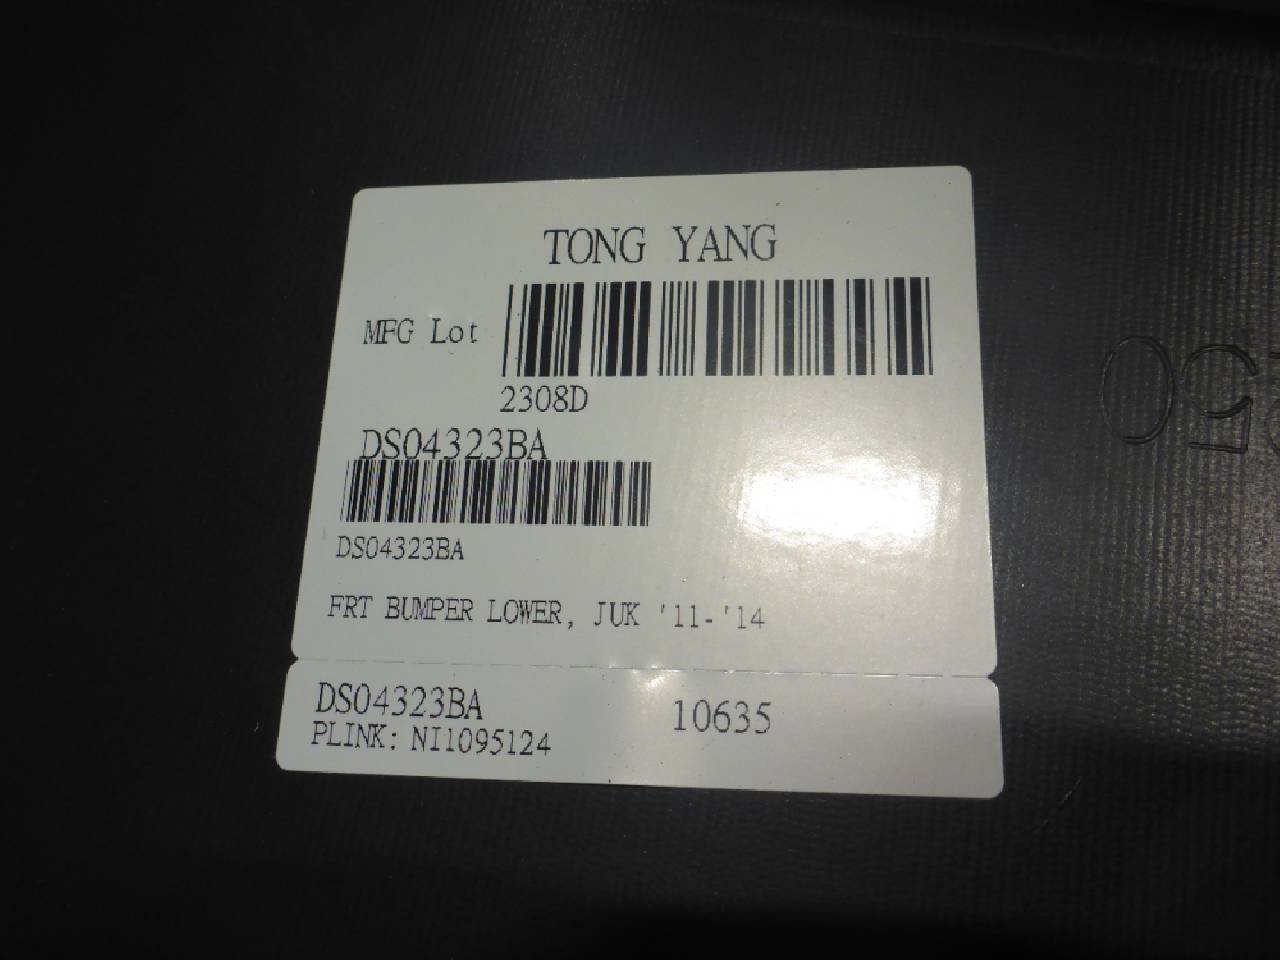 TONG YANG
MFG Lot
2308D
DS04323BA
DS04323BA
FRT BUMPER LOWER, JUK '11-'14
DS04323BA 10635
PLINK: NI1095124